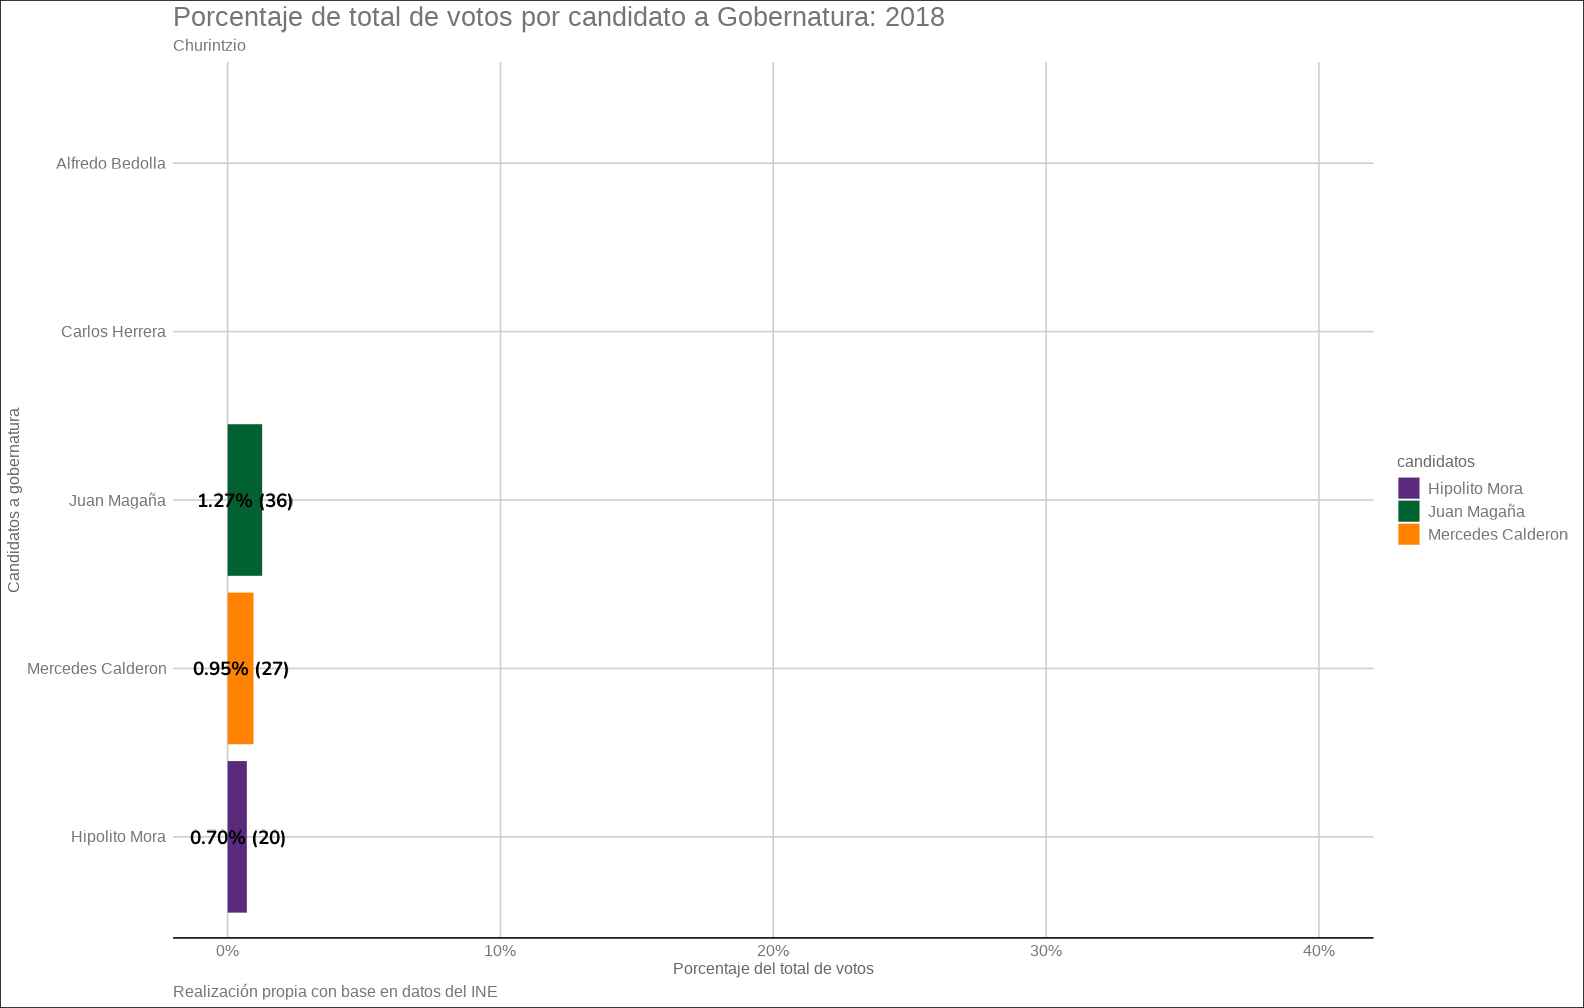 Porcentaje de total de votos por candidato a Gobernatura: 2018
Churintzio
Candidatos a gobernatura
Alfredo Bedolla
Carlos Herrera
Juan Magaña
1.27% (36)
Mercedes Calderon
0.95% (27)
Hipolito Mora
0.70% (20)
0%
10%
20%
30%
40%
Porcentaje del total de votos
candidatos
Hipolito Mora
Juan Magaña
Mercedes Calderon
Realización propia con base en datos del INE